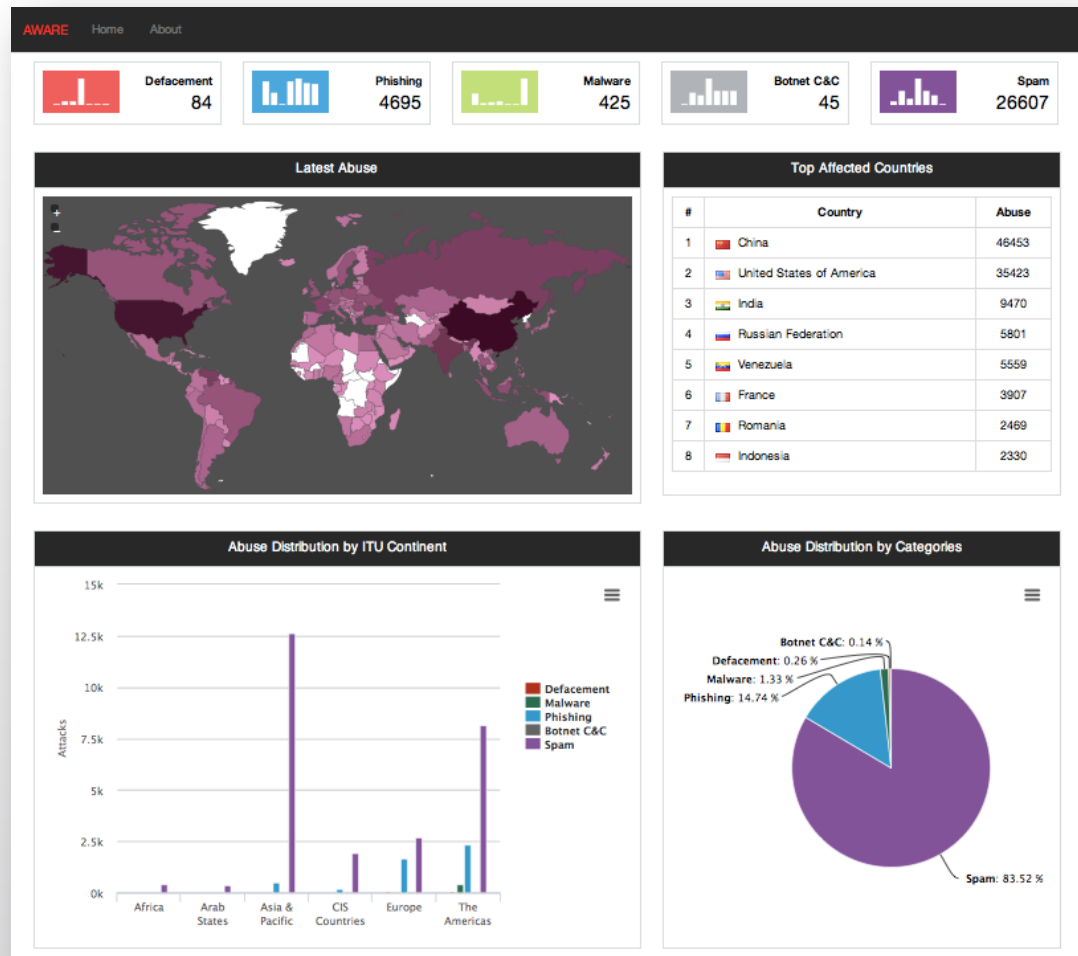 AWARE Home About
Defacement
84
Phishing
4695
Malware
425
Botnet C&C
45
Spam
26607
Latest Abuse
+
−
Top Affected Countries
# Country Abuse
1 China 46453
2 United States of America 35423
3 India 9470
4 Russian Federation 5801
5 Venezuela 5559
6 France 3907
7 Romania 2469
8 Indonesia 2330
Abuse Distribution by ITU Continent
15k
12.5k
10k
7.5k
5k
2.5k
0k
Attacks
Africa
Arab
States
Asia &
Pacific
CIS
Countries
Europe
The
Americas
Defacement
Malware
Phishing
Botnet C&C
Spam
Abuse Distribution by Categories
Botnet C&C: 0.14 %
Defacement: 0.26 %
Malware: 1.33 %
Phishing: 14.74 %
Spam: 83.52 %